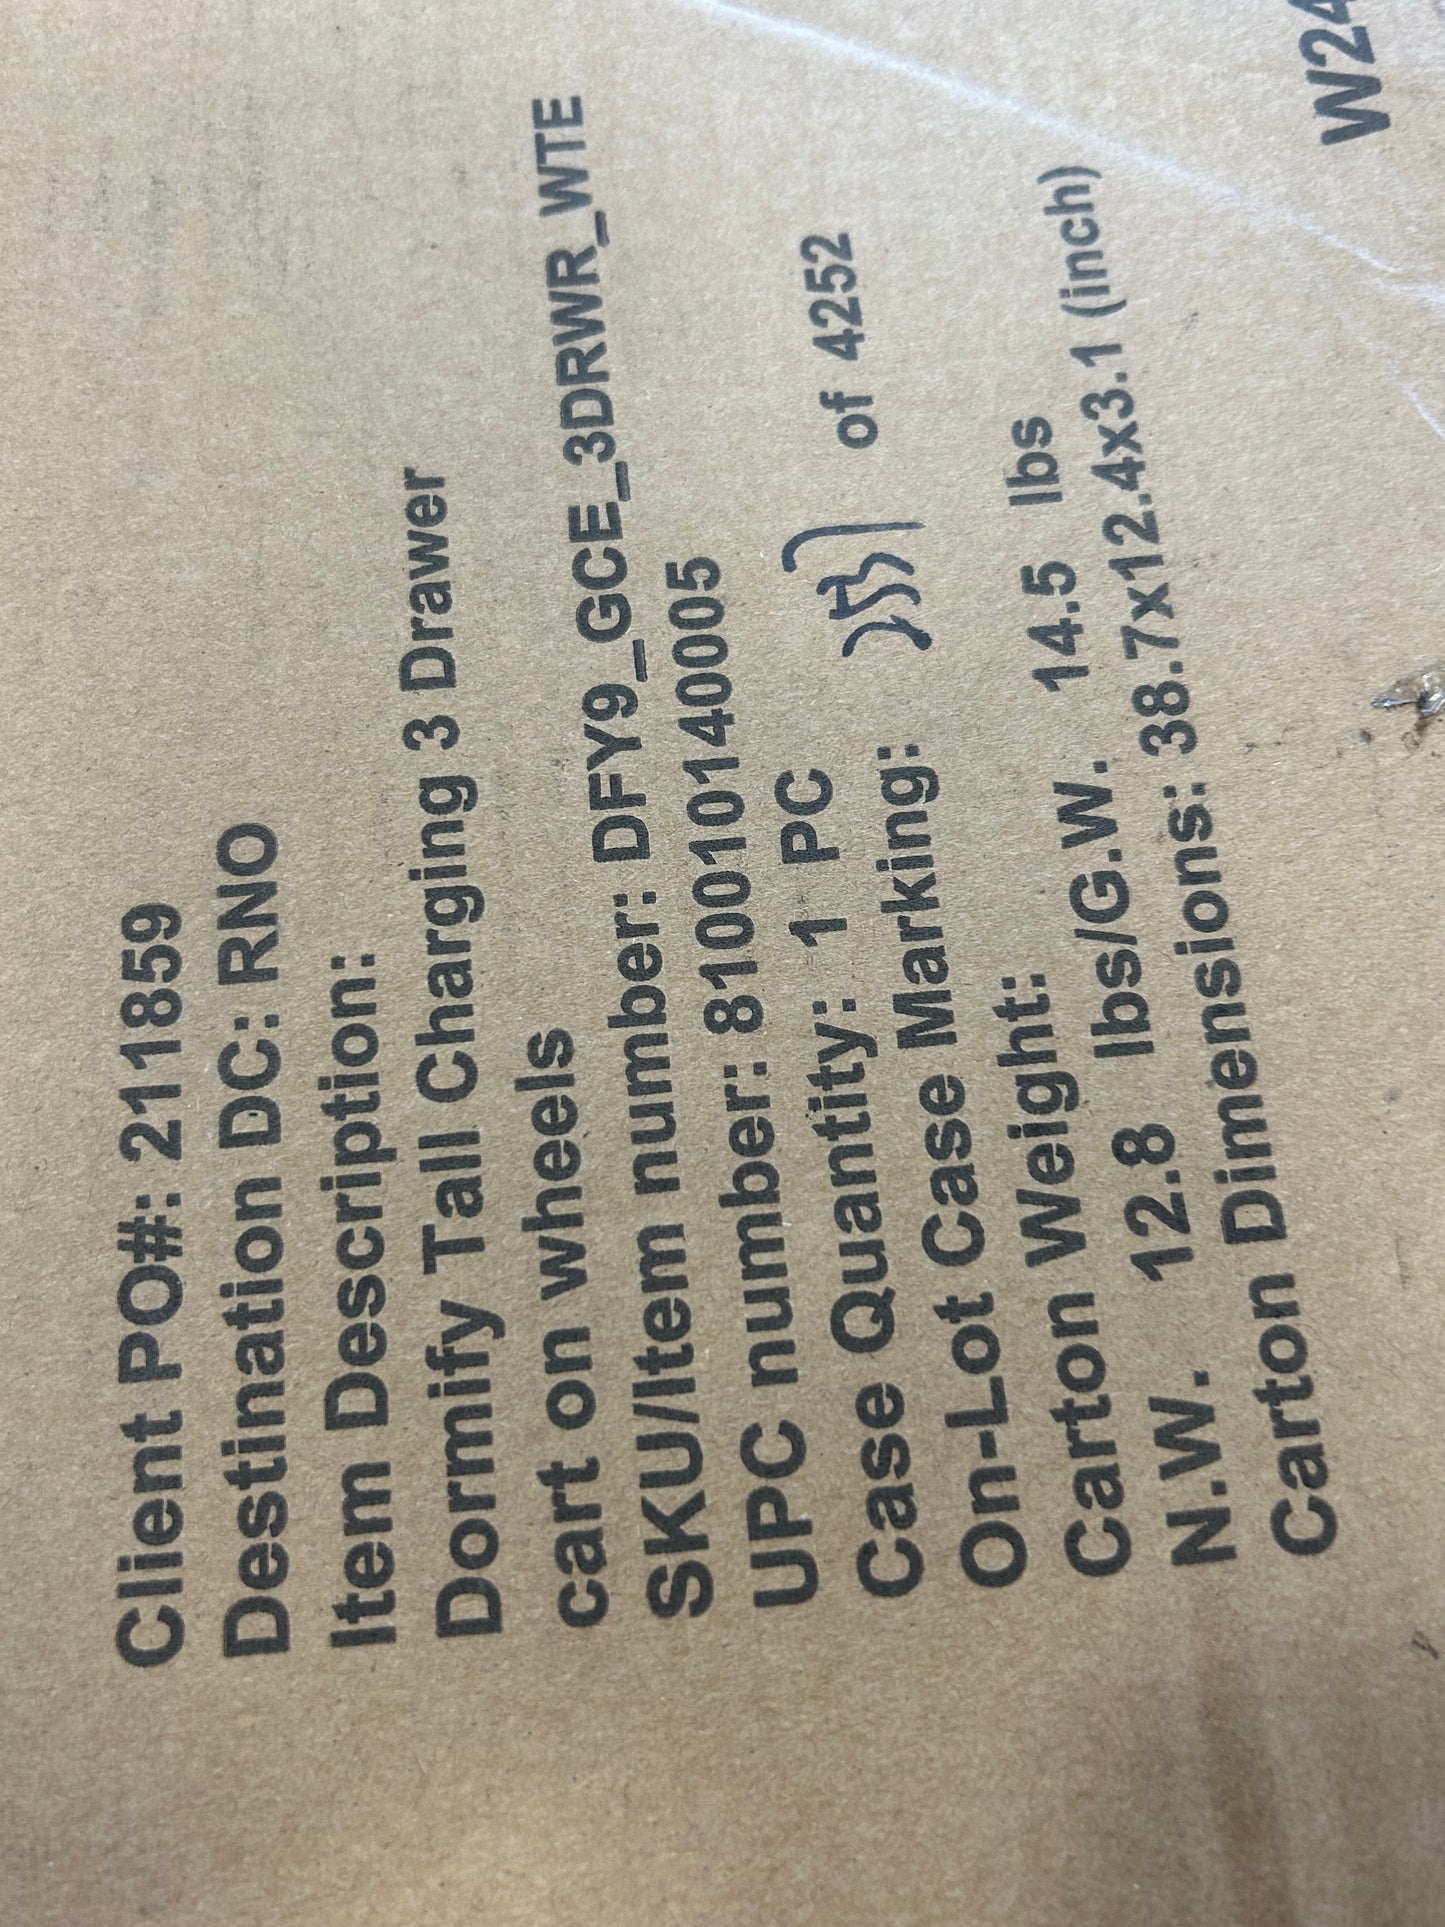 Client PO#: 211859
Destination DC: RNO
Item Description:
Dormify Tall Charging 3 Drawer
cart on wheels
SKU/Item number: DFY9_GCE_3DRWR_WTE
UPC number: 810010140005
Case Quantity: 1 PC
On-Lot Case Marking: of 4252
Carton Weight:
N.W. 12.8 lbs/G.W. 14.5 lbs
Carton Dimensions: 38.7x12.4x3.1 (inch)
W24